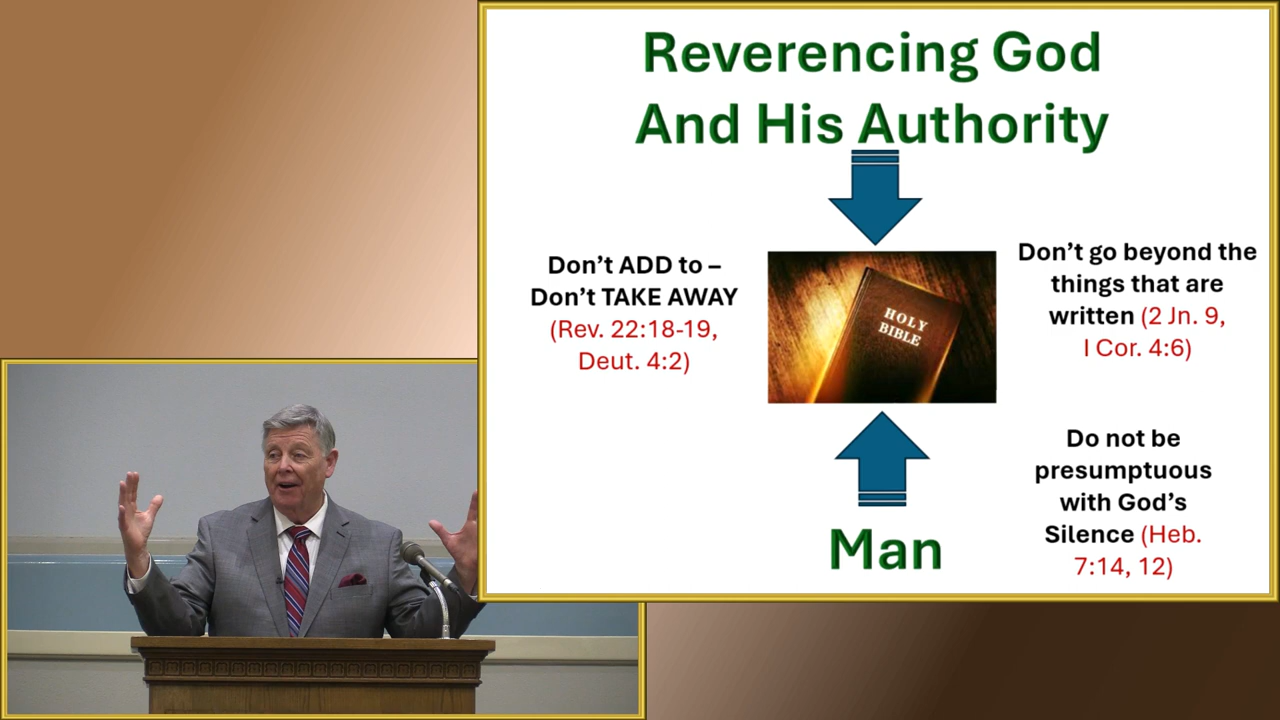 Reverencing God
And His Authority
Don’t ADD to –
Don’t TAKE AWAY
(Rev. 22:18-19,
Deut. 4:2)
HOLY
BIBLE
Don’t go beyond the
things that are
written (2 Jn. 9,
I Cor. 4:6)
Do not be
presumptuous
with God’s
Silence (Heb.
7:14, 12)
Man